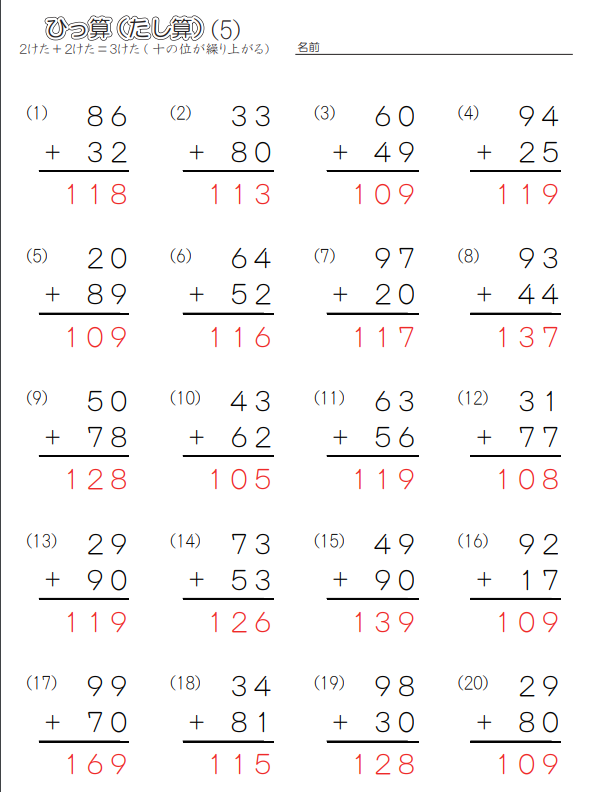 ひっ算（たし算）（5）
2けた＋2けた＝3けた（十の位が繰り上がる）
名前
(1) 86 (2) 33 (3) 60 (4) 94
+ 32 + 80 + 49 + 25
118 113 109 119
(5) 20 (6) 64 (7) 97 (8) 93
+ 89 + 52 + 20 + 44
109 116 117 137
(9) 50 (10) 43 (11) 63 (12) 31
+ 78 + 62 + 56 + 77
128 105 119 108
(13) 29 (14) 73 (15) 49 (16) 92
+ 90 + 53 + 90 + 17
119 126 139 109
(17) 99 (18) 34 (19) 98 (20) 29
+ 70 + 81 + 30 + 80
169 115 128 109